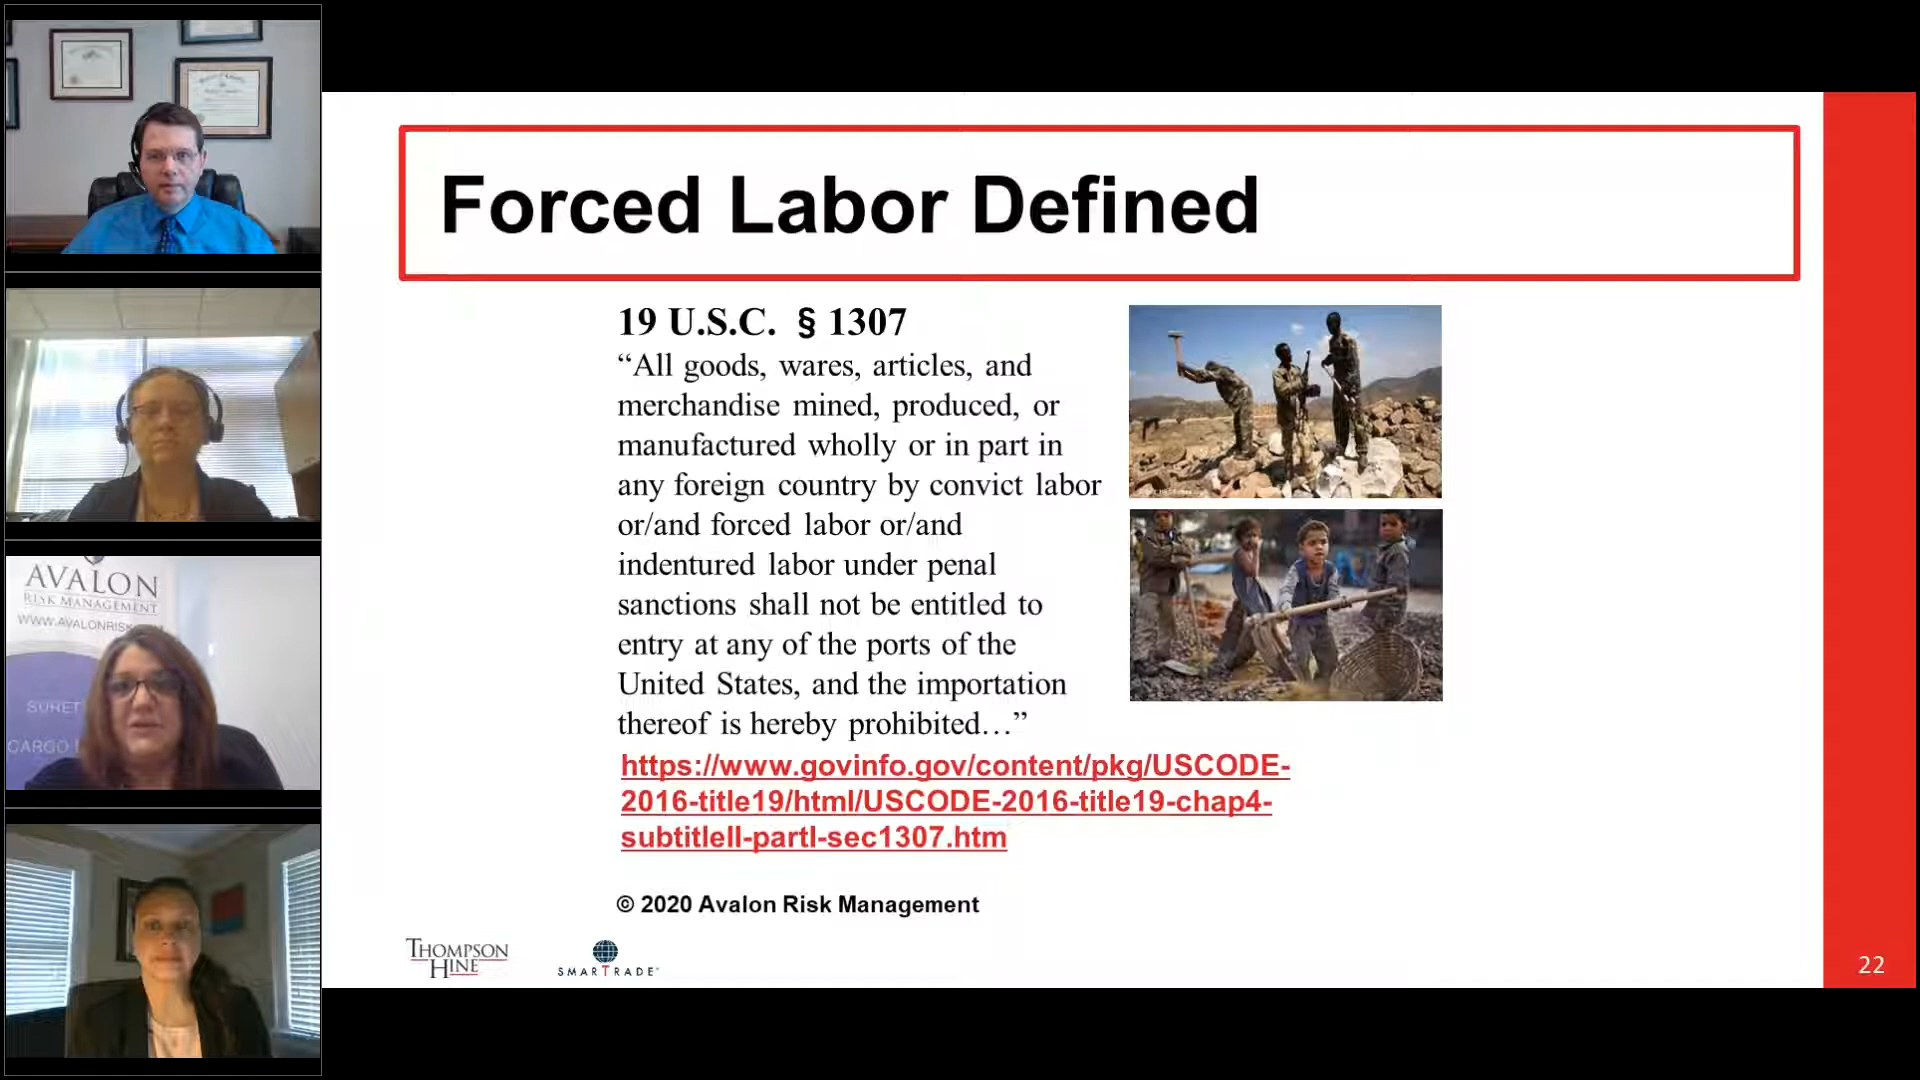 Forced Labor Defined
19 U.S.C. § 1307
“All goods, wares, articles, and
merchandise mined, produced, or
manufactured wholly or in part in
any foreign country by convict labor
or/and forced labor or/and
indentured labor under penal
sanctions shall not be entitled to
entry at any of the ports of the
United States, and the importation
thereof is hereby prohibited…”
https://www.govinfo.gov/content/pkg/USCODE-
2016-title19/html/USCODE-2016-title19-chap4-
subtitleII-partI-sec1307.htm
© 2020 Avalon Risk Management
THOMPSON
HINE
SMARTRADE
22
AVALON
RISK MANAGEMENT
WWW.AVALONRISK
SURET
CARGO